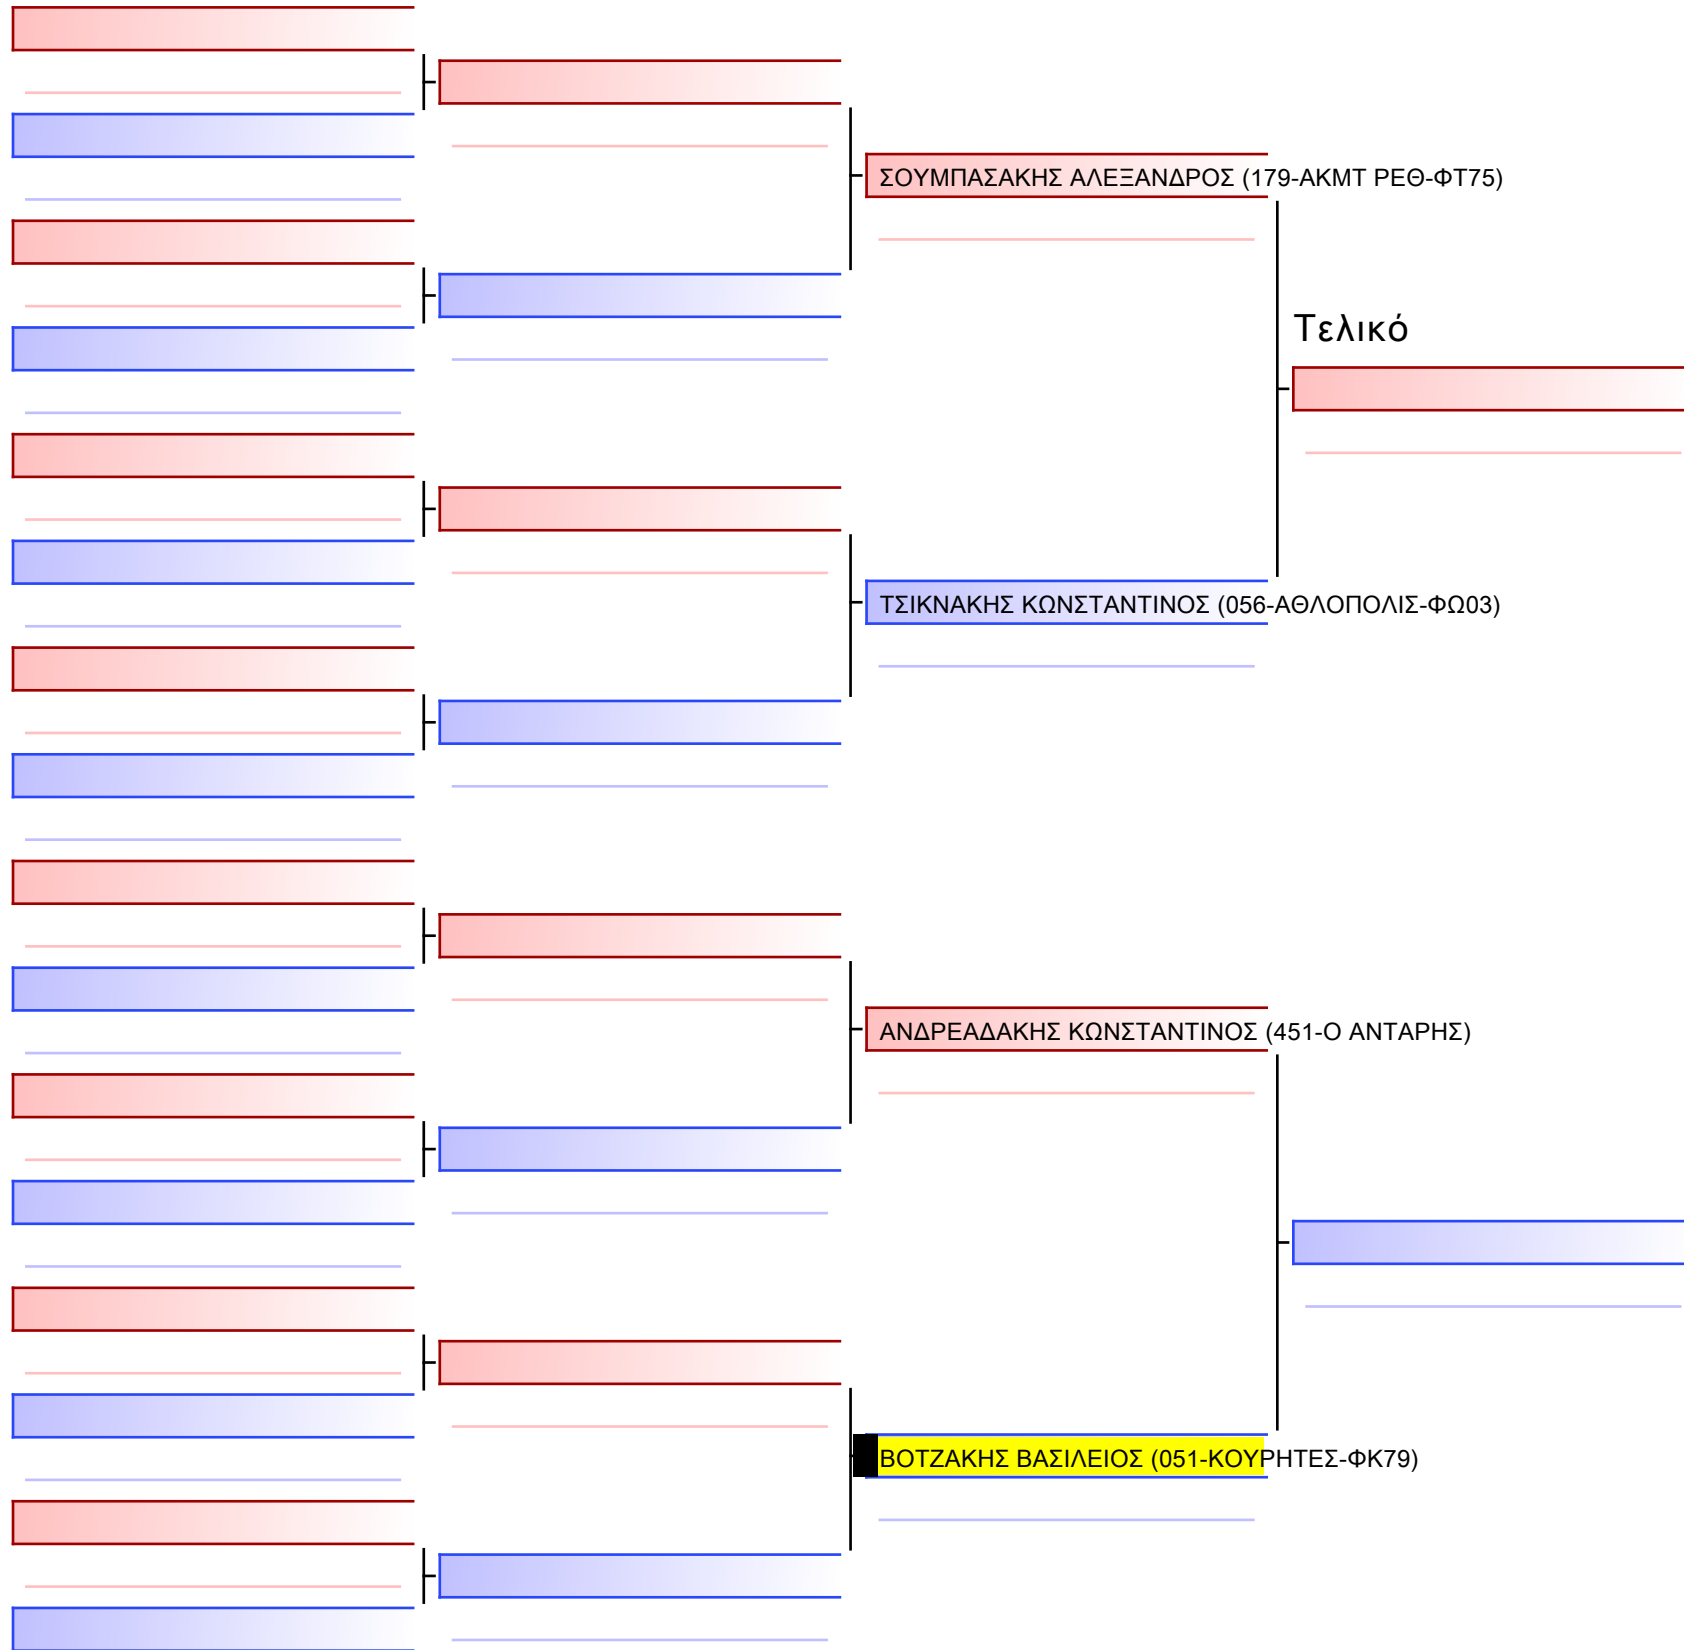 ΣΟΥΜΠΑΣΑΚΗΣ ΑΛΕΞΑΝΔΡΟΣ (179-ΑΚΜΤ ΡΕΘ-ΦΤ75)
Τελικό
ΤΣΙΚΝΑΚΗΣ ΚΩΝΣΤΑΝΤΙΝΟΣ (056-ΑΘΛΟΠΟΛΙΣ-ΦΩ03)
ΑΝΔΡΕΑΔΑΚΗΣ ΚΩΝΣΤΑΝΤΙΝΟΣ (451-Ο ΑΝΤΑΡΗΣ)
ΒΟΤΖΑΚΗΣ ΒΑΣΙΛΕΙΟΣ (051-ΚΟΥΡΗΤΕΣ-ΦΚ79)